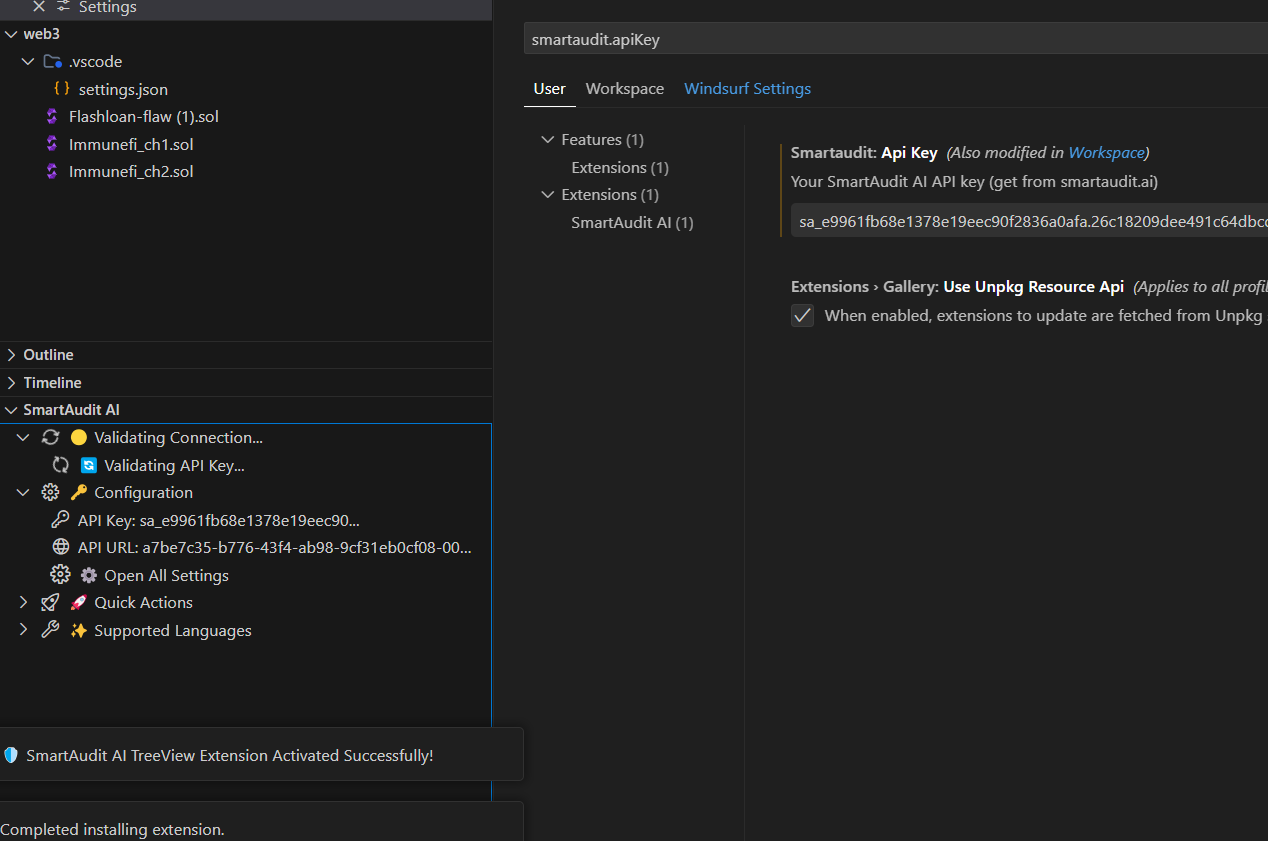 Settings
web3
.vscode
settings.json
Flashloan-flaw (1).sol
Immunefi_ch1.sol
Immunefi_ch2.sol
Outline
Timeline
SmartAudit AI
Validating Connection...
Validating API Key...
Configuration
API Key: sa_e9961fb68e1378e19eec90...
API URL: a7be7c35-b776-43f4-ab98-9cf31eb0cf08-00...
Open All Settings
Quick Actions
Supported Languages
SmartAudit AI TreeView Extension Activated Successfully!
Completed installing extension.
smartaudit.apiKey
User Workspace Windsurf Settings
Features (1)
Extensions (1)
Extensions (1)
SmartAudit AI (1)
Smartaudit: Api Key (Also modified in Workspace)
Your SmartAudit AI API key (get from smartaudit.ai)
sa_e9961fb68e1378e19eec90f2836a0afa.26c18209dee491c64dbcc
Extensions › Gallery: Use Unpkg Resource Api (Applies to all profil
When enabled, extensions to update are fetched from Unpkg